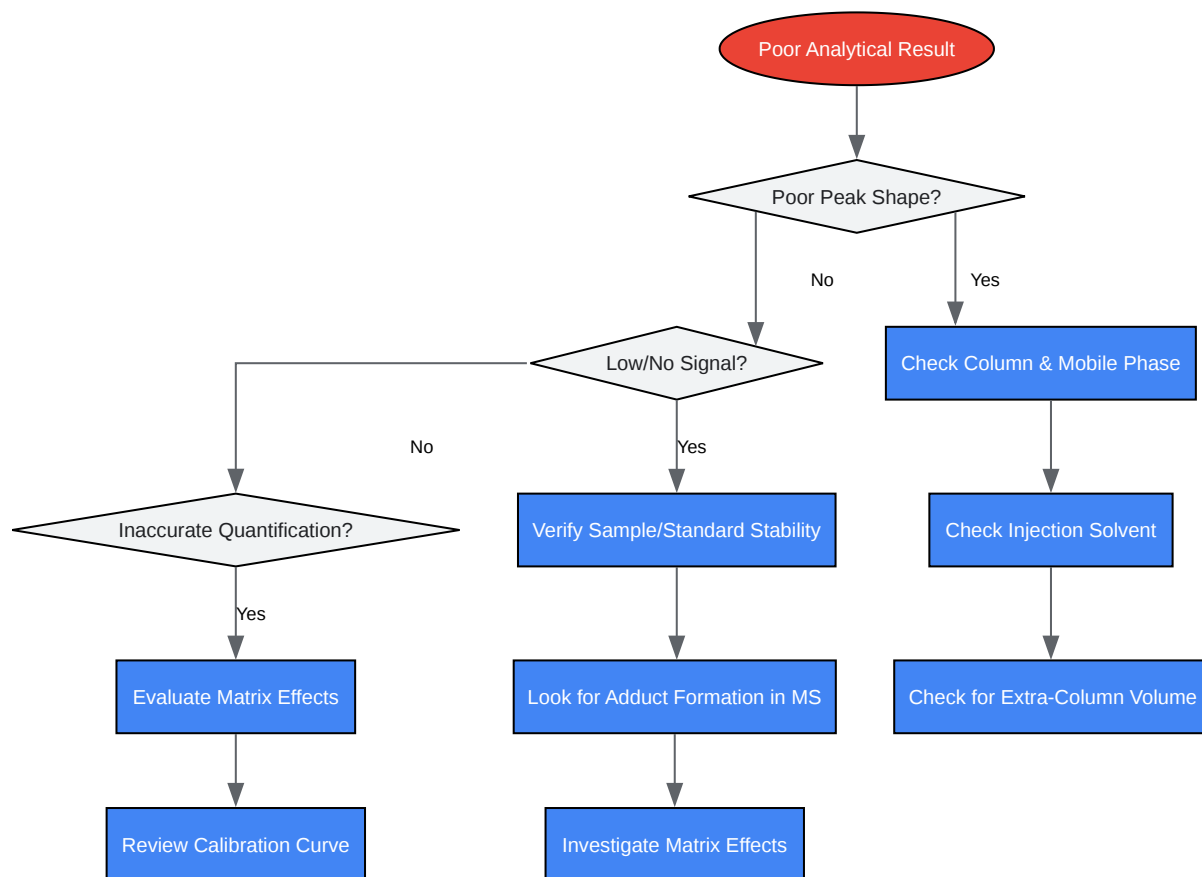 Poor Analytical Result
Poor Peak Shape?
No
Yes
Low/No Signal?
Check Column & Mobile Phase
No
Yes
Inaccurate Quantification?
Verify Sample/Standard Stability
Check Injection Solvent
Yes
Evaluate Matrix Effects
Look for Adduct Formation in MS
Check for Extra-Column Volume
Review Calibration Curve
Investigate Matrix Effects